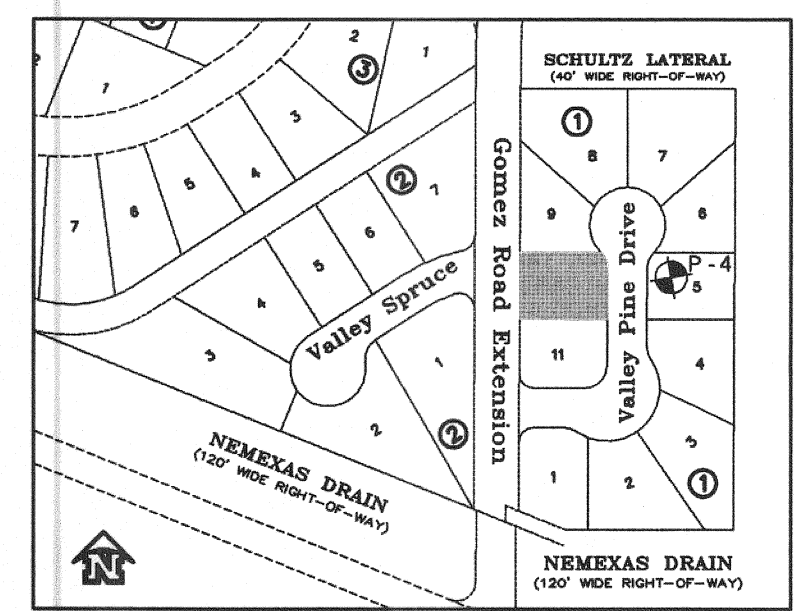 SCHULTZ LATERAL
(40' WIDE RIGHT-OF-WAY)
1
2
3
1
3
4
5
6
7
2
7
6
5
4
3
Valley Spruce
1
2
2
NEMEXAS DRAIN
(120' WIDE RIGHT-OF-WAY)
N
Gomez Road Extension
1
8
7
9
6
P-4
5
Valley Pine Drive
11
4
3
1
2
1
NEMEXAS DRAIN
(120' WIDE RIGHT-OF-WAY)